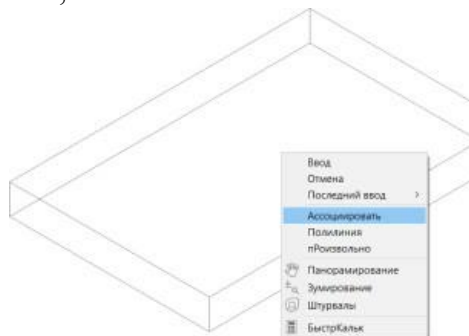 Ввод
Отмена
Последний ввод
Ассоциировать
Полилиния
пРоизвольно
Панорамирование
Зумирование
Штурвалы
БыстрКальк